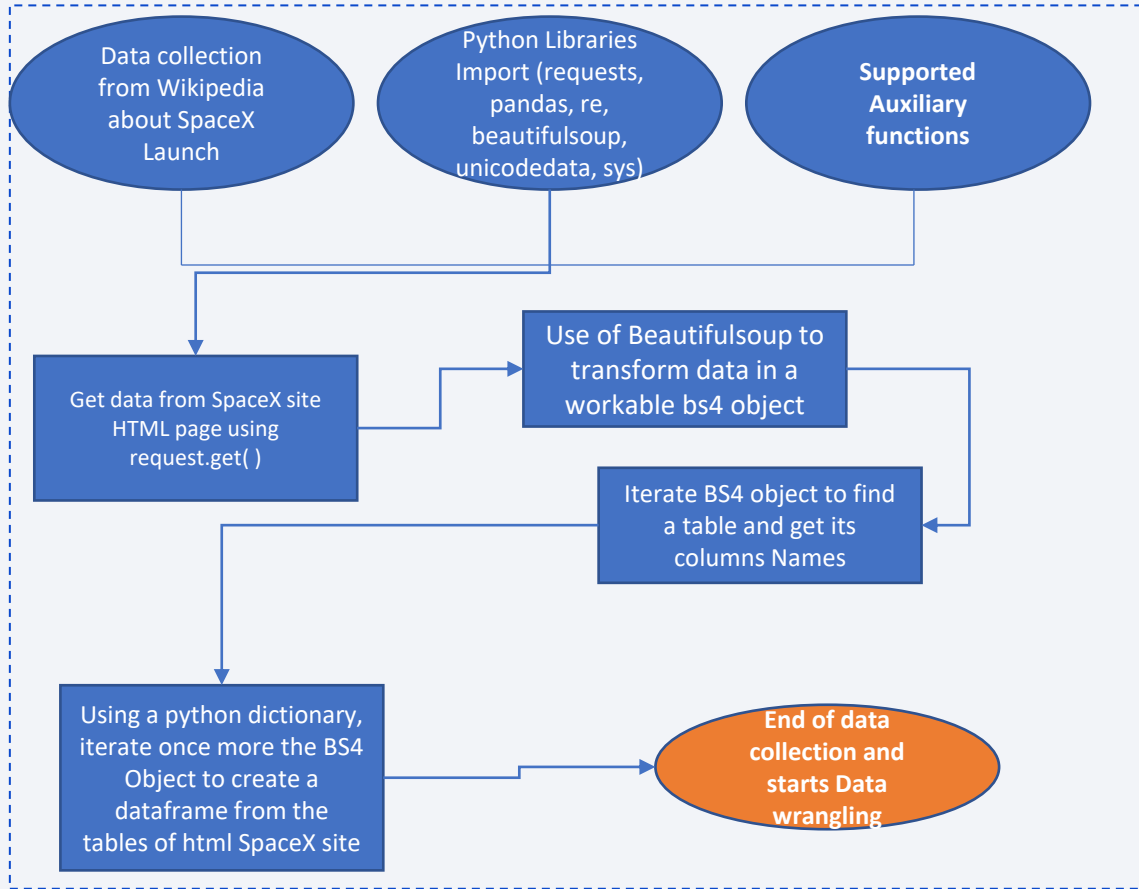 Data collection
from Wikipedia
about SpaceX
Launch
Python Libraries
Import (requests,
pandas, re,
beautifulsoup,
unicodedata, sys)
Supported
Auxiliary
functions
Get data from SpaceX site
HTML page using
request.get( )
Use of Beautifulsoup to
transform data in a
workable bs4 object
Iterate BS4 object to find
a table and get its
columns Names
Using a python dictionary,
iterate once more the BS4
Object to create a
dataframe from the
tables of html SpaceX site
End of data
collection and
starts Data
wrangling